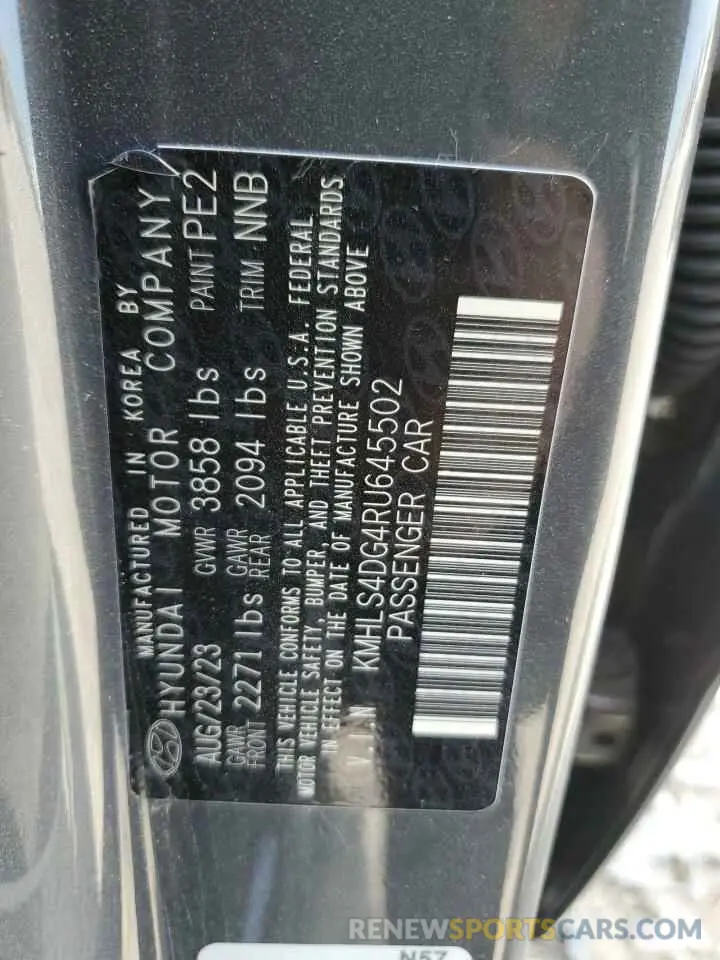 MANUFACTURED IN KOREA BY
HYUNDAI MOTOR COMPANY
AUG/23/23 GVWR 3858 lbs PAINT PE2
GAWR FRONT 2271 lbs GAWR REAR 2094 lbs TRIM NNB
THIS VEHICLE CONFORMS TO ALL APPLICABLE U.S.A. FEDERAL
MOTOR VEHICLE SAFETY, BUMPER, AND THEFT PREVENTION STANDARDS
IN EFFECT ON THE DATE OF MANUFACTURE SHOWN ABOVE
V.I.N KMHLS4DG4RU645502
PASSENGER CAR
N57
RENEWSPORTSCARS.COM